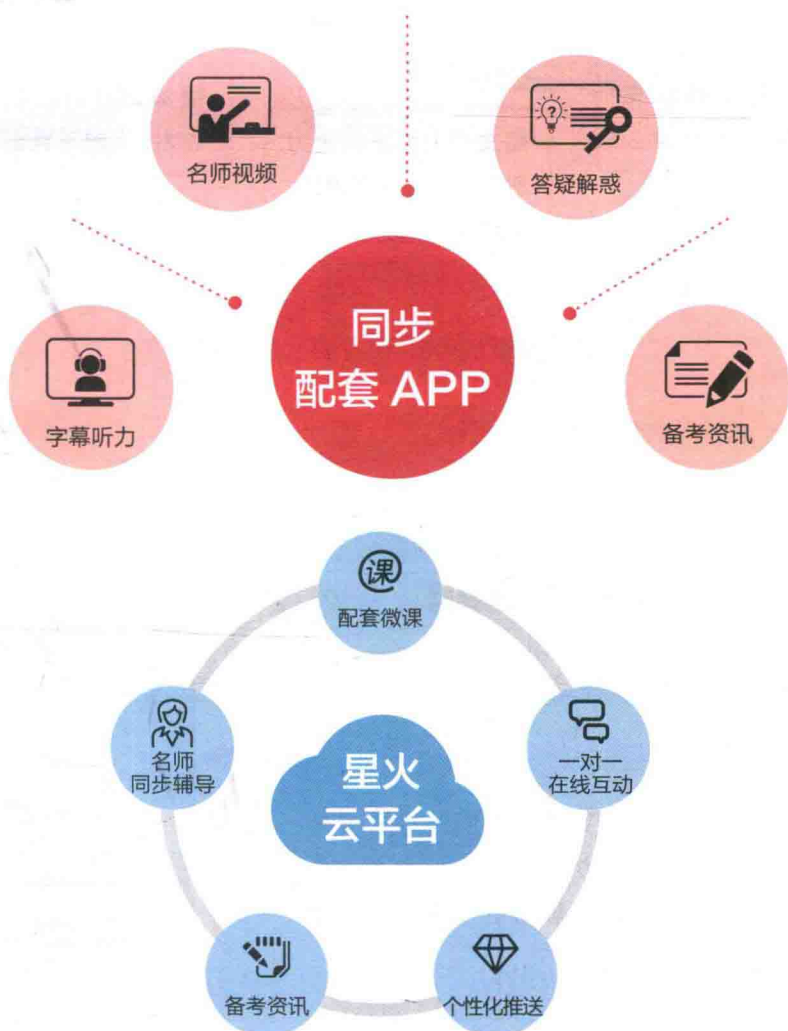 名师视频
答疑解惑
同步
配套 APP
字幕听力
备考资讯
课
配套微课
名师
同步辅导
一对一
在线互动
星火
云平台
备考资讯
个性化推送